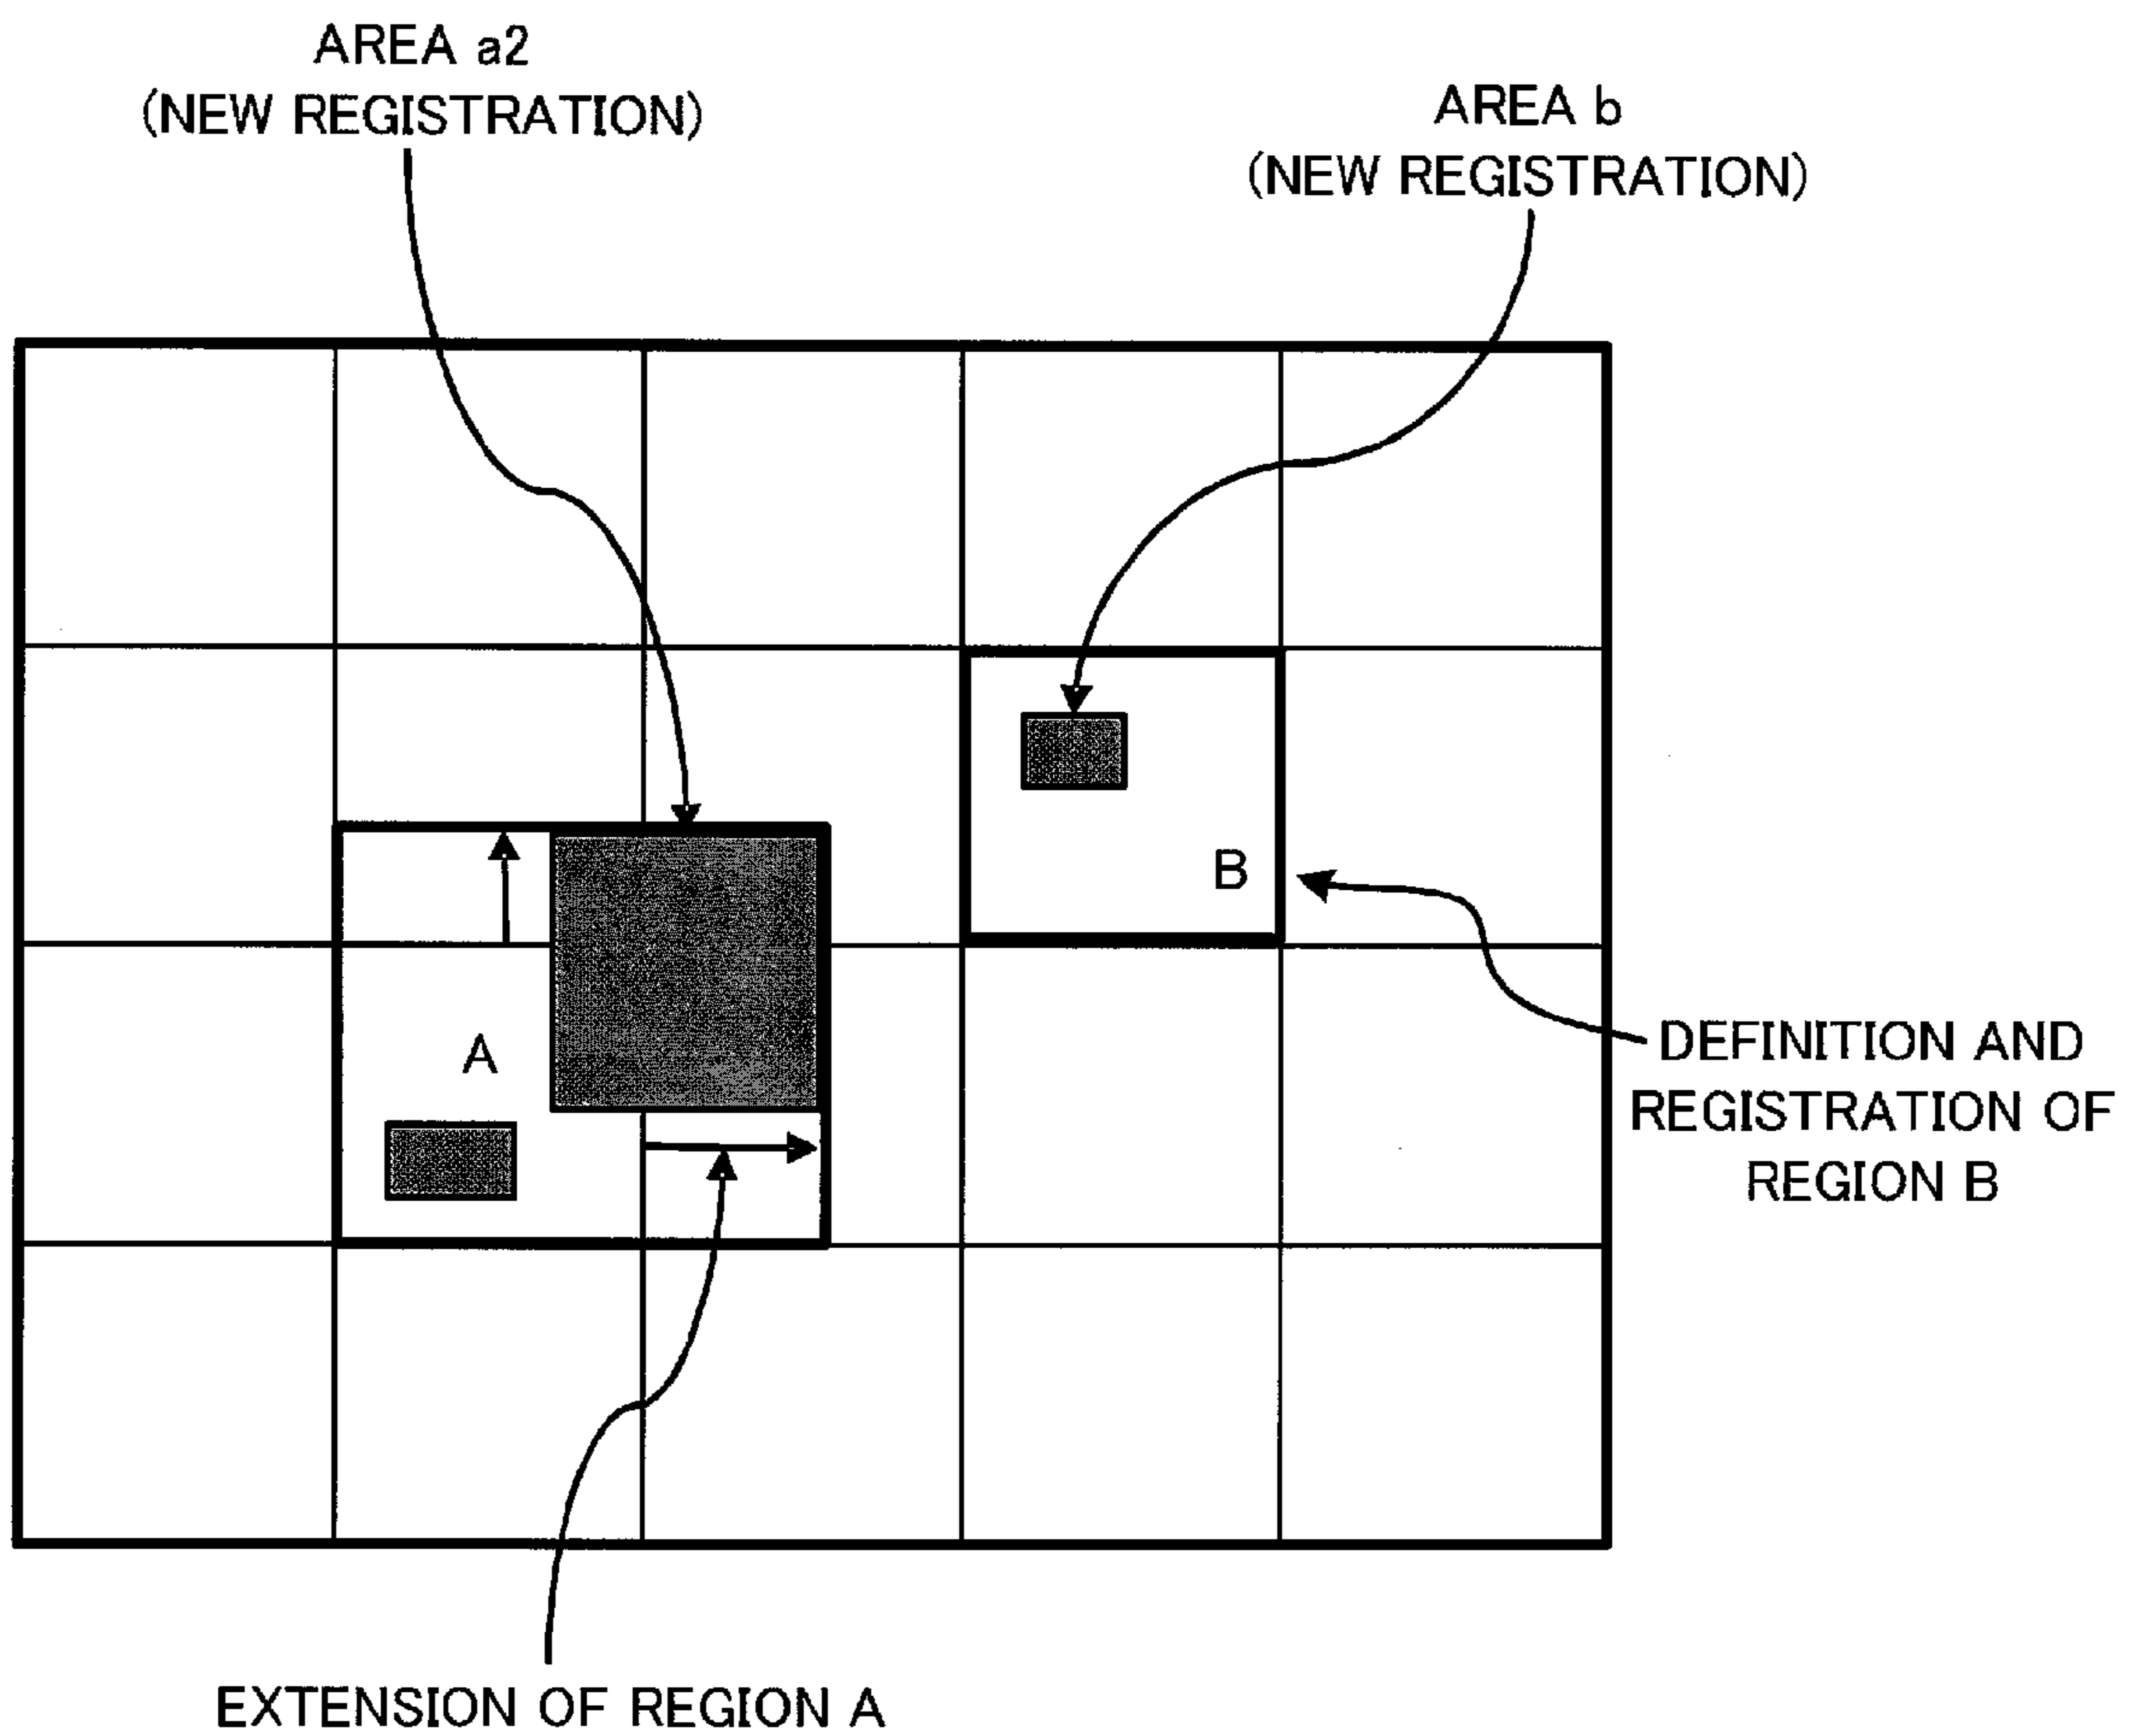 AREA a2
(NEW REGISTRATION)
AREA b
(NEW REGISTRATION)
B
A
DEFINITION AND
REGISTRATION OF
REGION B
EXTENSION OF REGION A